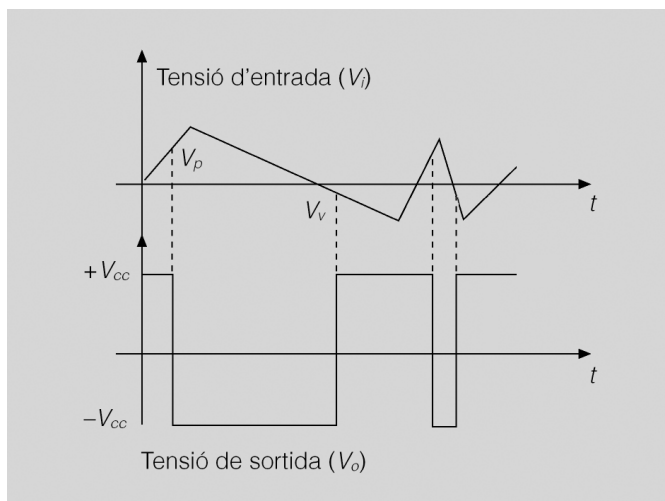 Tensió d'entrada (Vi)
Vp
Vv
t
+Vcc
t
−Vcc
Tensió de sortida (Vo)